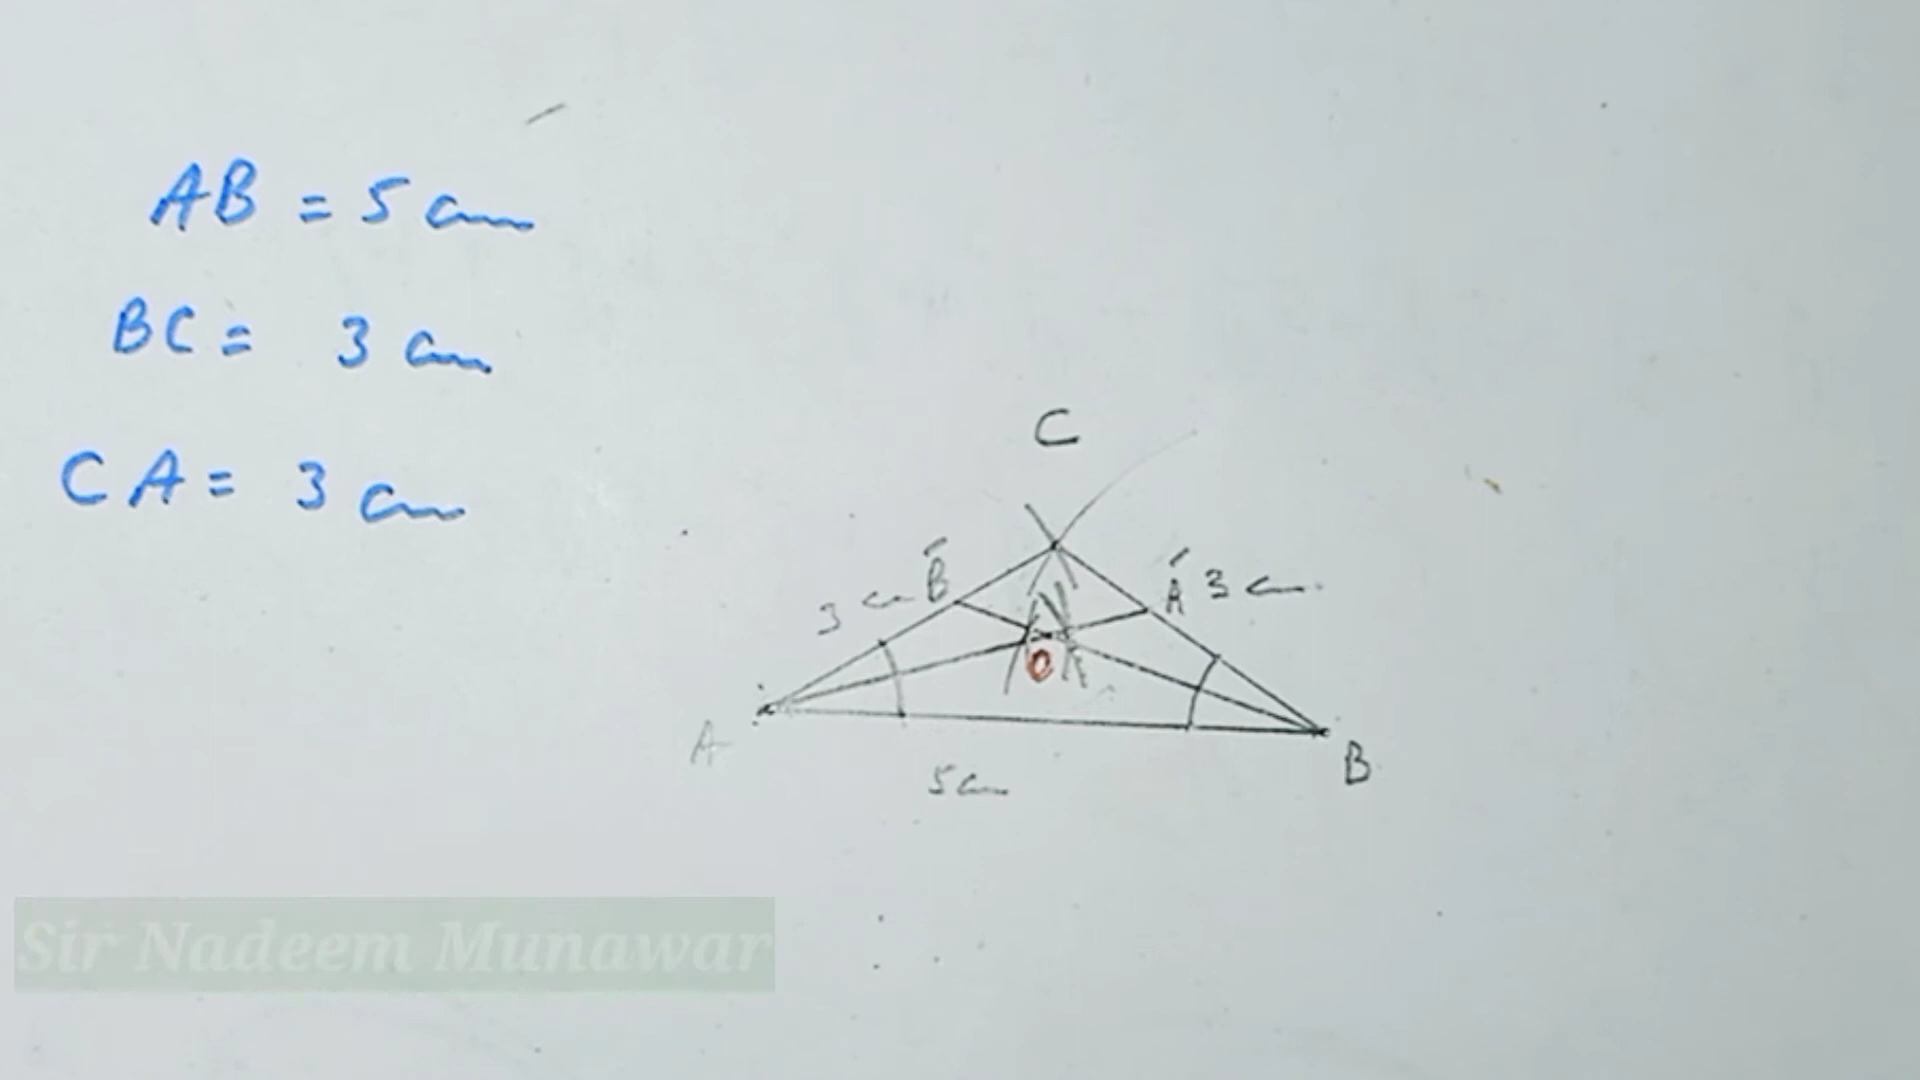 AB = 5 cm
BC = 3 cm
CA = 3 cm
C
3 cm B́
Á 3 cm
O
A
B
5 cm
Sir Nadeem Munawar